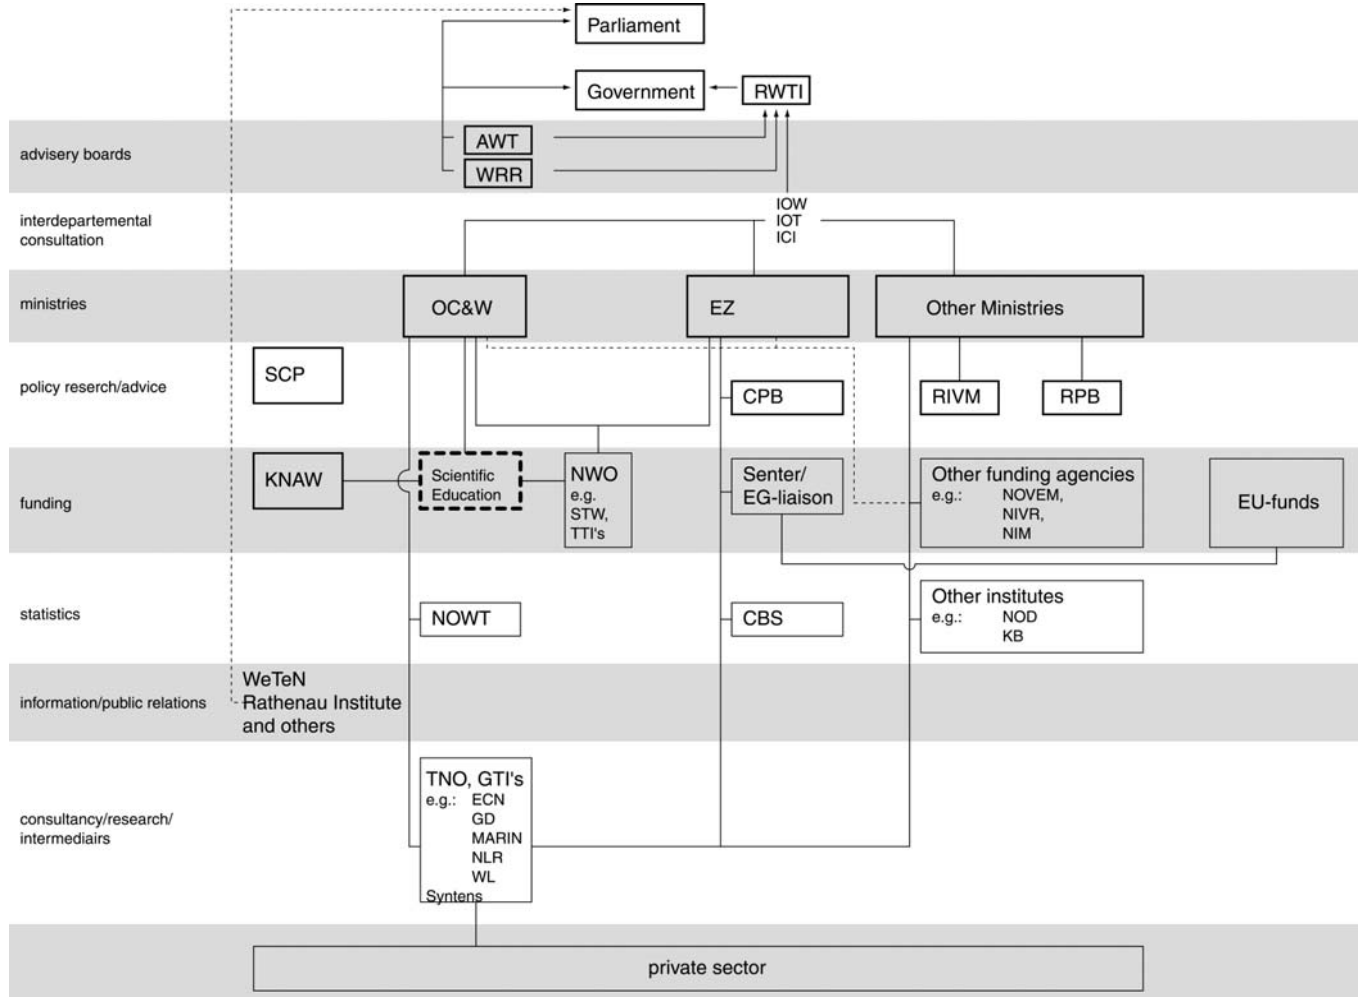 Parliament
Government
RWTI
advisery boards
AWT
WRR
interdepartemental
consultation
IOW
IOT
ICI
ministries
OC&W
EZ
Other Ministries
policy reserch/advice
SCP
CPB
RIVM
RPB
funding
KNAW
Scientific
Education
NWO
e.g.
STW,
TTI's
Senter/
EG-liaison
Other funding agencies
e.g.: NOVEM,
NIVR,
NIM
EU-funds
statistics
NOWT
CBS
Other institutes
e.g.: NOD
KB
information/public relations
WeTeN
Rathenau Institute
and others
consultancy/research/
intermediairs
TNO, GTI's
e.g.: ECN
GD
MARIN
NLR
WL
Syntens
private sector